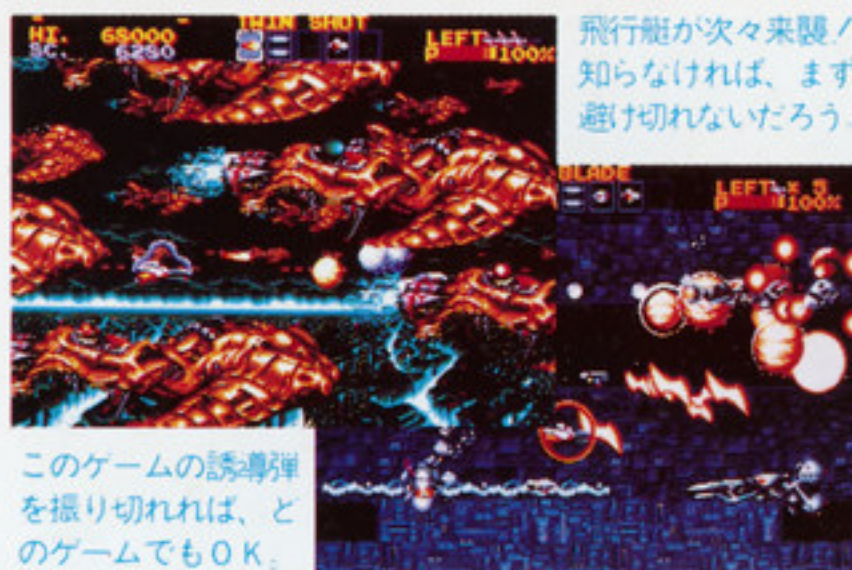 HI. 68000
TWIN SHOT
LEFT
SC. 6280
P 100%
飛行艇が次々来襲!
知らなければ、まず
避け切れないだろう。
BLADE
LEFT × 5
P 100%
このゲームの誘導弾
を振り切れれば、ど
のゲームでもOK。